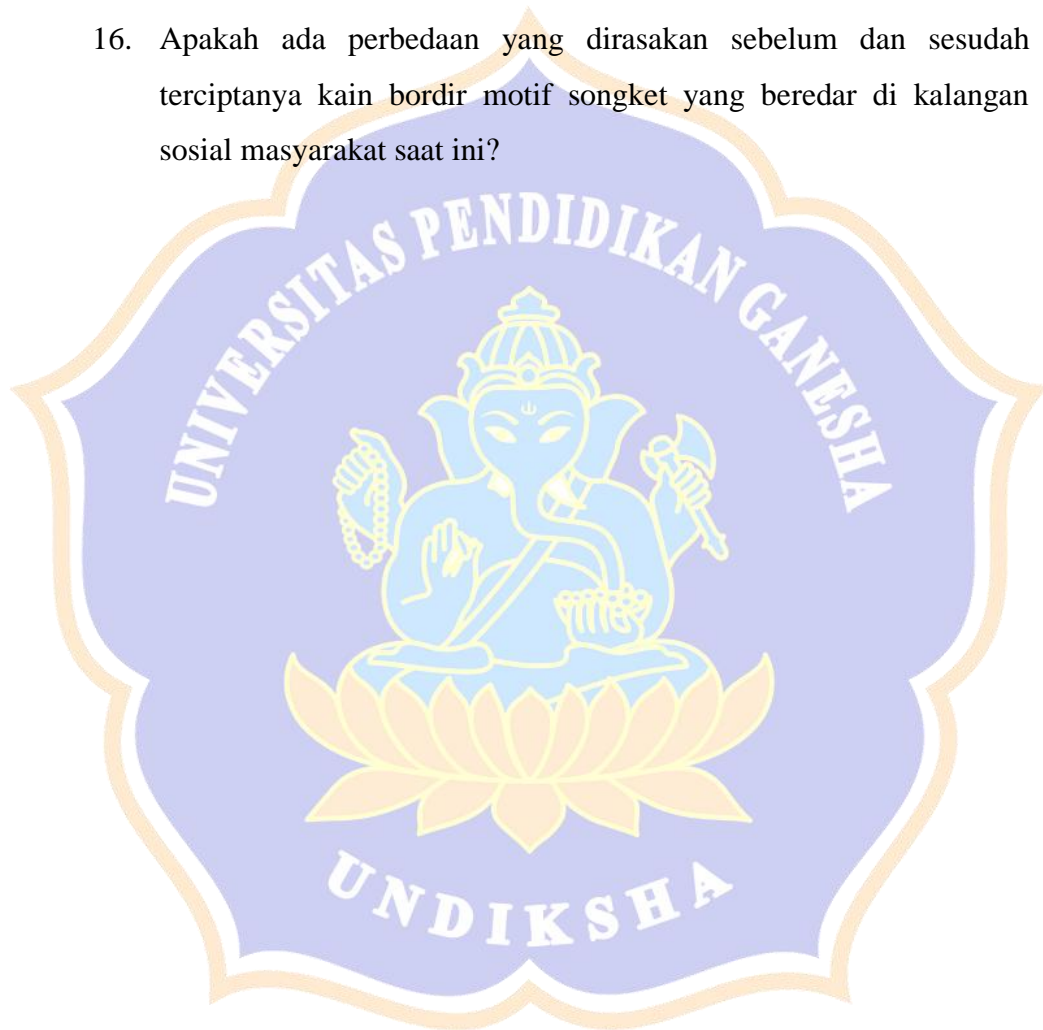 16. Apakah ada perbedaan yang dirasakan sebelum dan sesudah
terciptanya kain bordir motif songket yang beredar di kalangan
sosial masyarakat saat ini?
UNIVERSITAS PENDIDIKAN GANESHA
UNDIKSHA